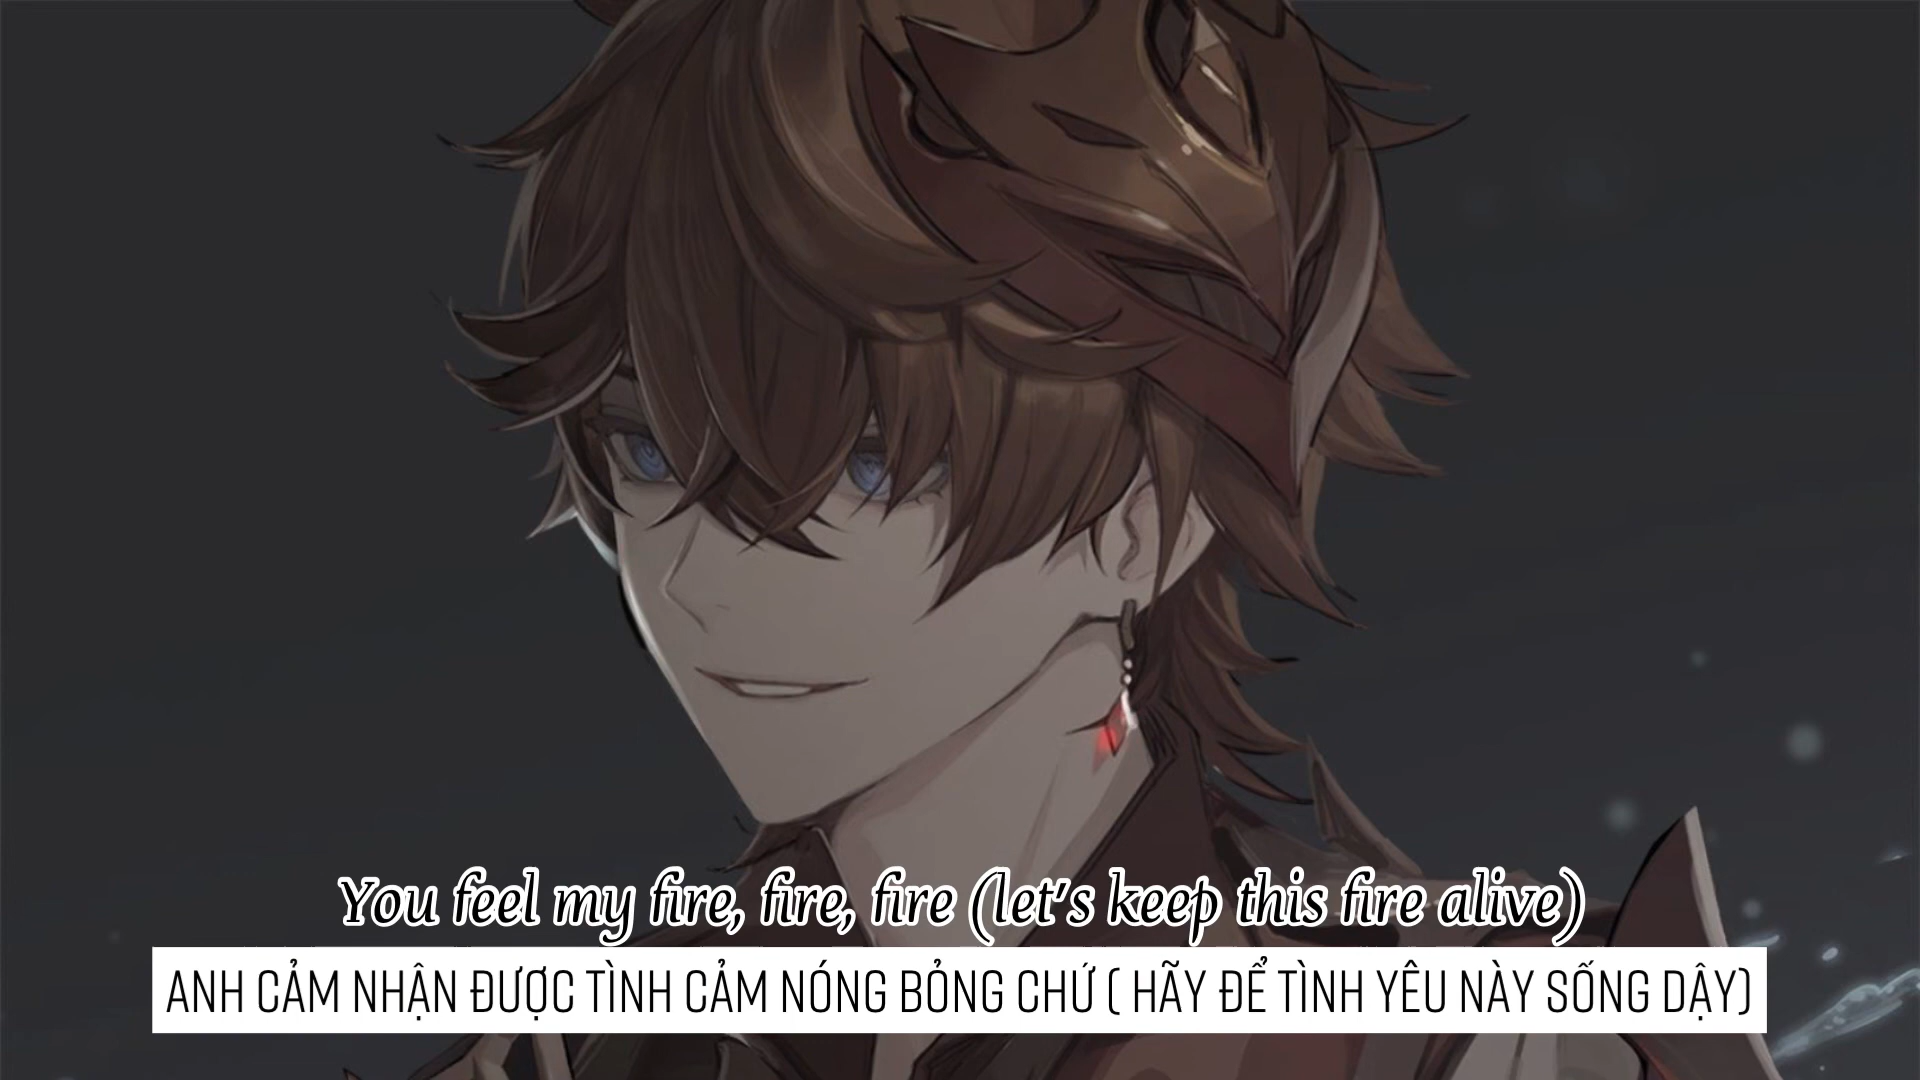 You feel my fire, fire, fire (let's keep this fire alive)
ANH CẢM NHẬN ĐƯỢC TÌNH CẢM NÓNG BỎNG CHỨ ( HÃY ĐỂ TÌNH YÊU NÀY SỐNG DẬY)